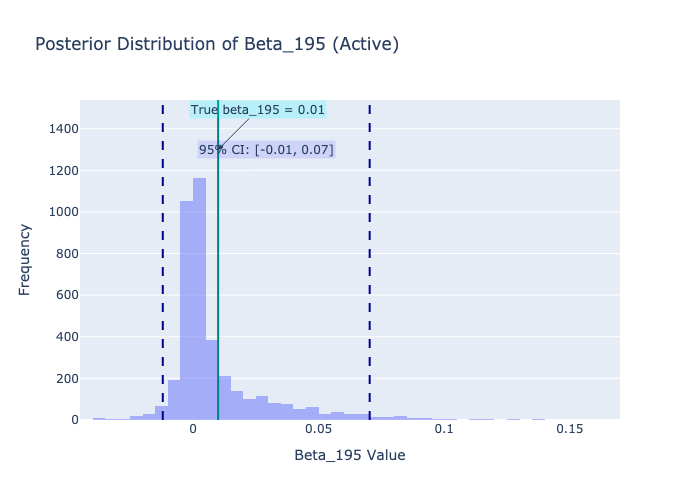 Posterior Distribution of Beta_195 (Active)
True beta_195 = 0.01
95% CI: [-0.01, 0.07]
1400
1200
1000
800
600
400
200
0
Frequency
0
0.05
0.1
0.15
Beta_195 Value